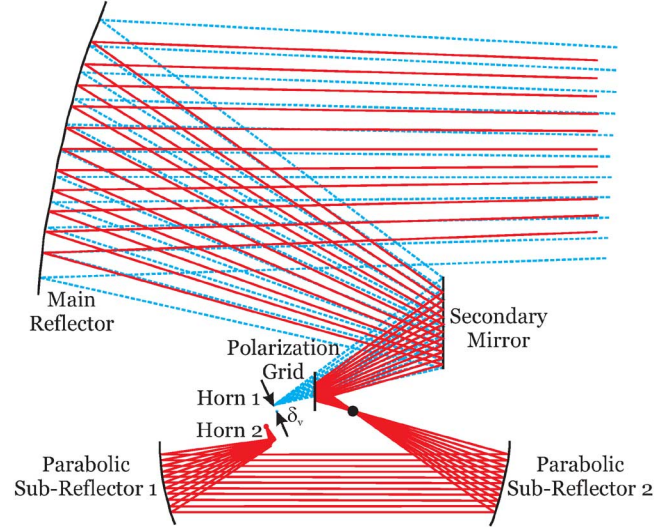 Main
Reflector
Secondary
Mirror
Polarization
Grid
Horn 1
δv
Horn 2
Parabolic
Sub-Reflector 1
Parabolic
Sub-Reflector 2